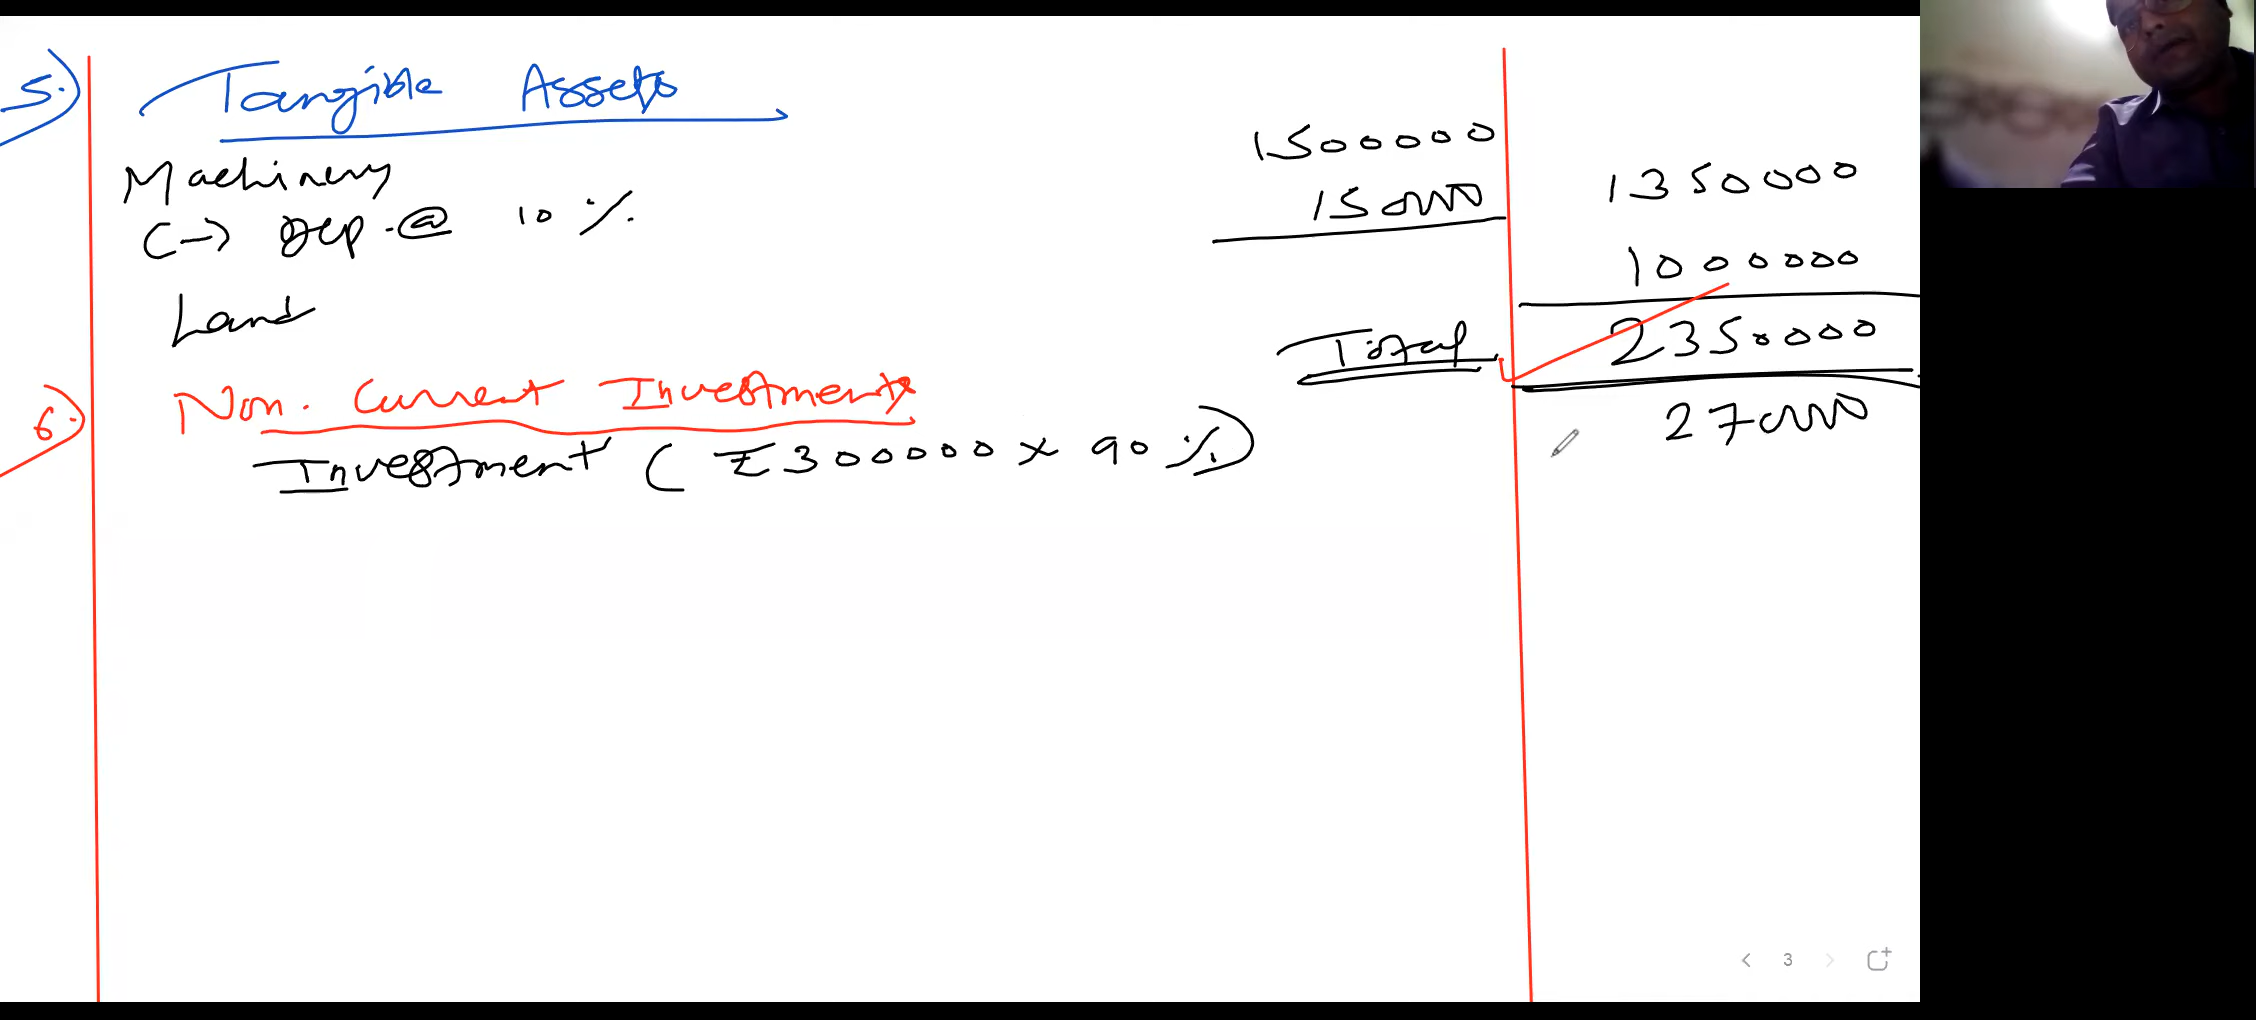 5.) Tangible Assets
Machinery 1500000
(-) Dep. @ 10 % 150000 1350000
Land 1000000
Total 2350000
6.) Non. Current Investments
Investment ( ₹ 300000 x 90 % ) 270000
3